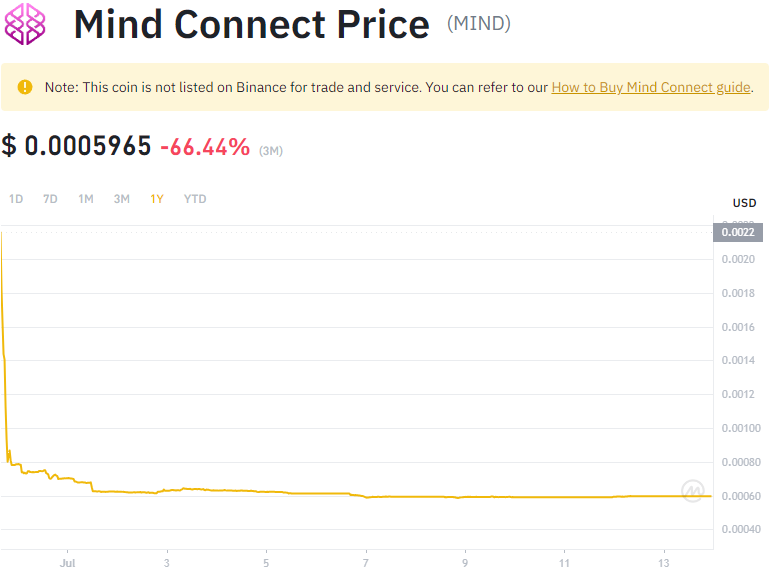 Mind Connect Price (MIND)
Note: This coin is not listed on Binance for trade and service. You can refer to our How to Buy Mind Connect guide.
$ 0.0005965 -66.44% (3M)
1D 7D 1M 3M 1Y YTD
USD
0.0022
0.0020
0.0018
0.0016
0.0014
0.0012
0.00100
0.00080
0.00060
0.00040
Jul 3 5 7 9 11 13